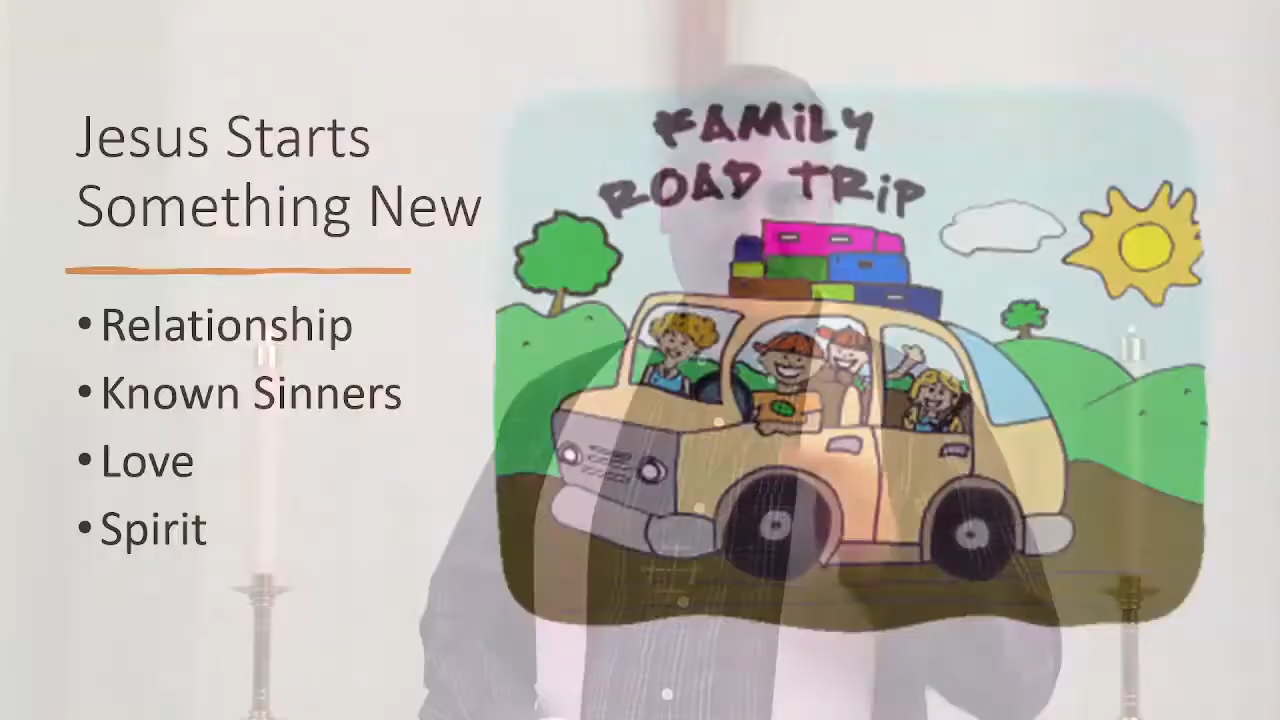 Jesus Starts
Something New
• Relationship
• Known Sinners
• Love
• Spirit
FAMILY
ROAD TRIP